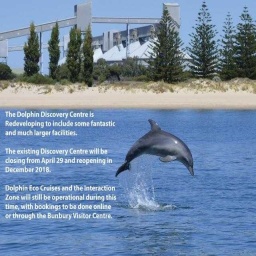 The Dolphin Discovery Centre is
Redeveloping to include some fantastic
and much larger facilities.
The existing Discovery Centre will be
closing from April 29 and reopening in
December 2018.
Dolphin Eco Cruises and the Interaction
Zone will still be operational during this
time, with bookings to be done online
or through the Bunbury Visitor Centre.